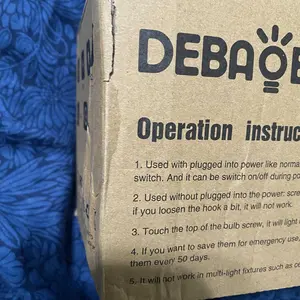 DEBAO
Operation instruc
1. Used with plugged into power like norma
switch. And it can be switch on/off during po
2. Used without plugged into the power: scre
if you loosen the hook a bit, it will not work.
3. Touch the top of the bulb screw, it will light
4. If you want to save them for emergency use
them every 50 days.
5. It will not work in multi-light fixtures such as ce